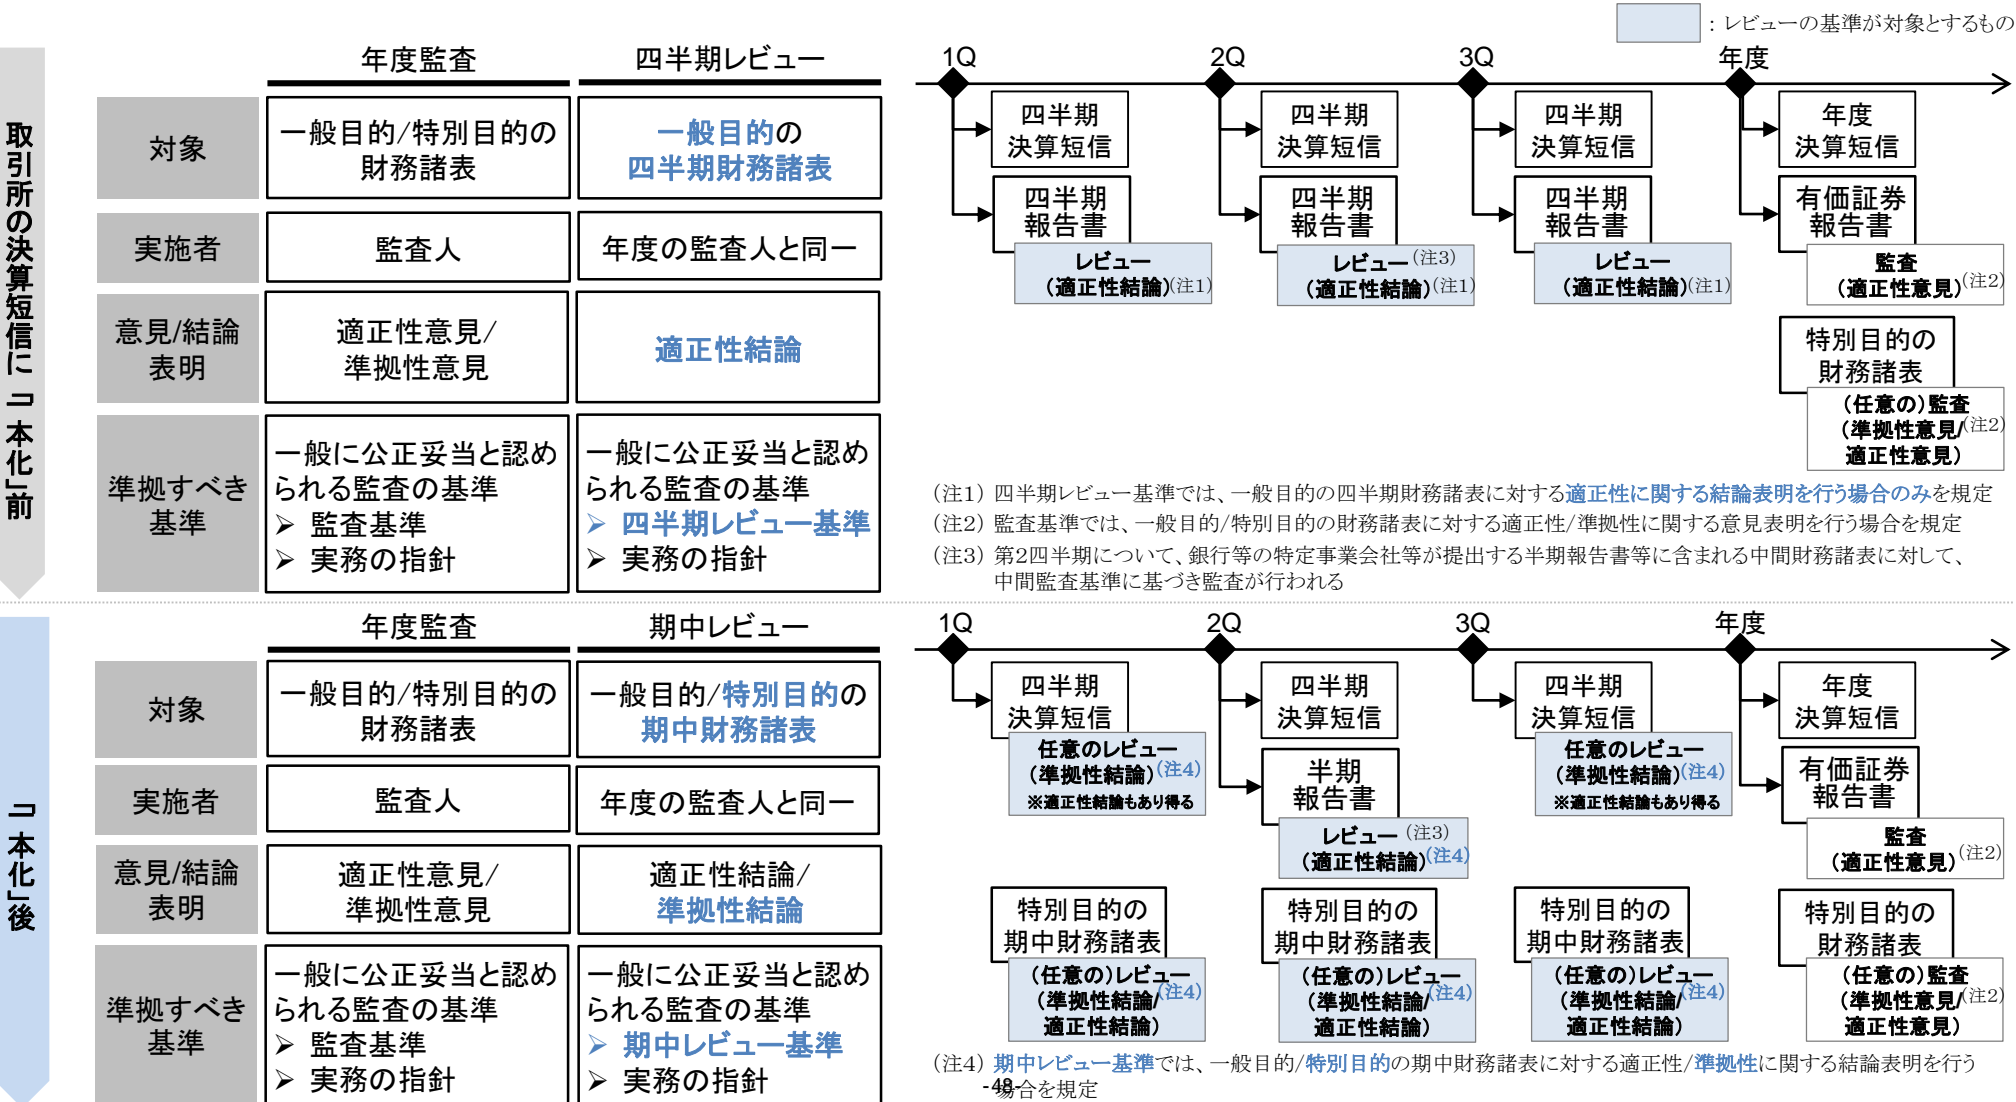 ：レビューの基準が対象とするもの
取引所の決算短信に「一本化」前
年度監査
四半期レビュー
対象
一般目的/特別目的の
財務諸表
一般目的の
四半期財務諸表
実施者
監査人
年度の監査人と同一
意見/結論
表明
適正性意見/
準拠性意見
適正性結論
準拠すべき
基準
一般に公正妥当と認め
られる監査の基準
➢ 監査基準
➢ 実務の指針
一般に公正妥当と認め
られる監査の基準
➢ 四半期レビュー基準
➢ 実務の指針
1Q
2Q
3Q
年度
四半期
決算短信
四半期
報告書
レビュー
（適正性結論）(注1)
四半期
決算短信
四半期
報告書
レビュー(注3)
（適正性結論）(注1)
四半期
決算短信
四半期
報告書
レビュー
（適正性結論）(注1)
年度
決算短信
有価証券
報告書
監査
（適正性意見）(注2)
特別目的の
財務諸表
（任意の）監査
（準拠性意見/(注2)
適正性意見）
（注1） 四半期レビュー基準では、一般目的の四半期財務諸表に対する適正性に関する結論表明を行う場合のみを規定
（注2） 監査基準では、一般目的/特別目的の財務諸表に対する適正性/準拠性に関する意見表明を行う場合を規定
（注3） 第2四半期について、銀行等の特定事業会社等が提出する半期報告書等に含まれる中間財務諸表に対して、
中間監査基準に基づき監査が行われる
「一本化」後
年度監査
期中レビュー
対象
一般目的/特別目的の
財務諸表
一般目的/特別目的の
期中財務諸表
実施者
監査人
年度の監査人と同一
意見/結論
表明
適正性意見/
準拠性意見
適正性結論/
準拠性結論
準拠すべき
基準
一般に公正妥当と認め
られる監査の基準
➢ 監査基準
➢ 実務の指針
一般に公正妥当と認め
られる監査の基準
➢ 期中レビュー基準
➢ 実務の指針
1Q
2Q
3Q
年度
四半期
決算短信
任意のレビュー
（準拠性結論）(注4)
※適正性結論もあり得る
四半期
決算短信
半期
報告書
レビュー(注3)
（適正性結論）(注4)
四半期
決算短信
任意のレビュー
（準拠性結論）(注4)
※適正性結論もあり得る
年度
決算短信
有価証券
報告書
監査
（適正性意見）(注2)
特別目的の
期中財務諸表
（任意の）レビュー
（準拠性結論/(注4)
適正性結論）
特別目的の
期中財務諸表
（任意の）レビュー
（準拠性結論/(注4)
適正性結論）
特別目的の
期中財務諸表
（任意の）レビュー
（準拠性結論/(注4)
適正性結論）
特別目的の
財務諸表
（任意の）監査
（準拠性意見/(注2)
適正性意見）
（注4） 期中レビュー基準では、一般目的/特別目的の期中財務諸表に対する適正性/準拠性に関する結論表明を行う
場合を規定
-48-